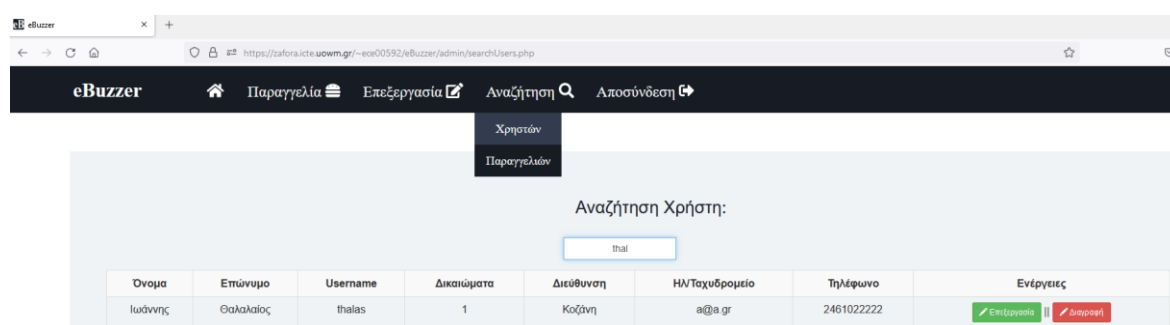 eB eBuzzer × +
https://zafora.icte.uowm.gr/~ece00592/eBuzzer/admin/searchUsers.php
eBuzzer Παραγγελία Επεξεργασία Αναζήτηση Αποσύνδεση
Χρηστών
Παραγγελιών
Αναζήτηση Χρήστη:
thal
Όνομα Επώνυμο Username Δικαιώματα Διεύθυνση Ηλ/Ταχυδρομείο Τηλέφωνο Ενέργειες
Ιωάννης Θαλαλαίος thalas 1 Κοζάνη a@a.gr 2461022222 Επεξεργασία || Διαγραφή